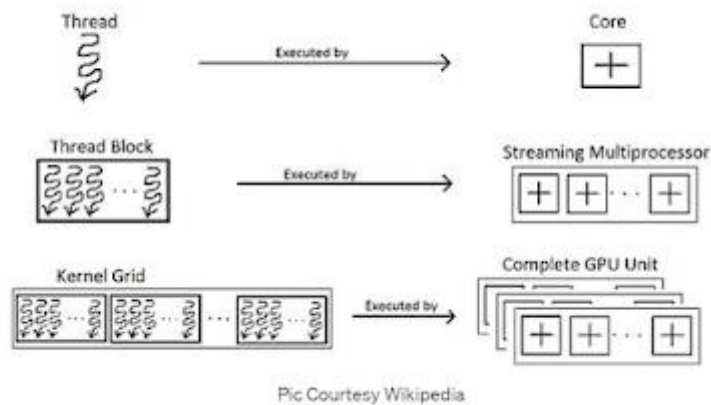 Thread
Core
Executed by
Thread Block
Streaming Multiprocessor
Executed by
Kernel Grid
Complete GPU Unit
Executed by
Pic Courtesy Wikipedia